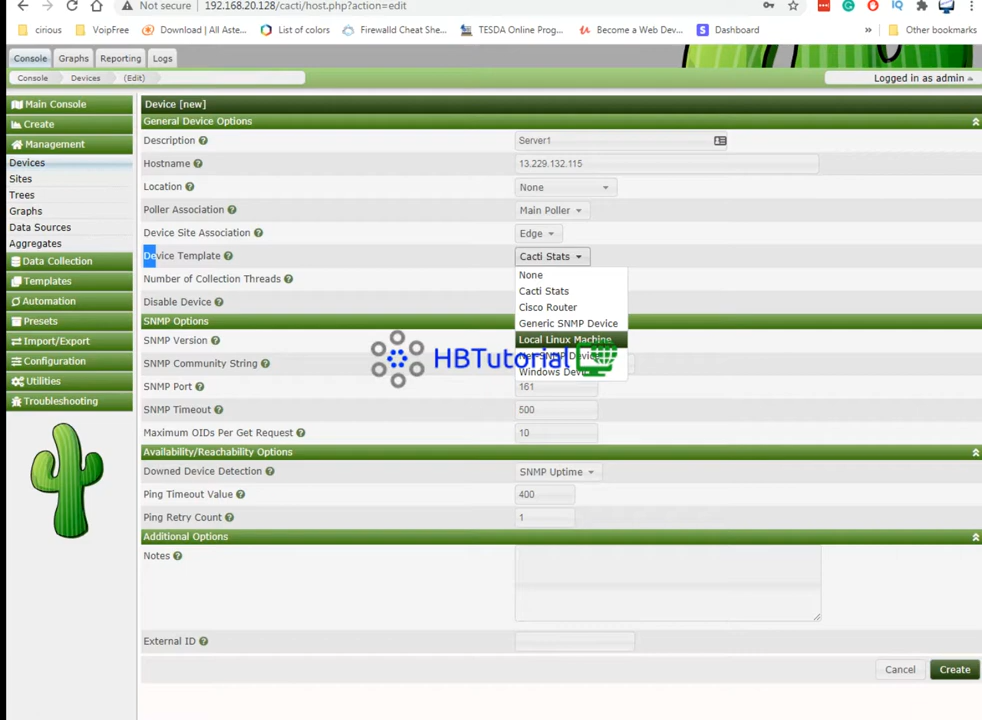 Not secure 192.168.20.128/cacti/host.php?action=edit
cirious VoipFree Download | All Aste... List of colors Firewalld Cheat She... TESDA Online Prog... Become a Web Dev... Dashboard » Other bookmarks
Console Graphs Reporting Logs
Console Devices (Edit) Logged in as admin
Main Console
Create
Management
Devices
Sites
Trees
Graphs
Data Sources
Aggregates
Data Collection
Templates
Automation
Presets
Import/Export
Configuration
Utilities
Troubleshooting
Device [new]
General Device Options
Description Server1
Hostname 13.229.132.115
Location None
Poller Association Main Poller
Device Site Association Edge
Device Template Cacti Stats
None
Cacti Stats
Cisco Router
Generic SNMP Device
Local Linux Machine
Net-SNMP Device
Windows Device
Number of Collection Threads
Disable Device
SNMP Options
SNMP Version
HBTutorial
SNMP Community String
SNMP Port 161
SNMP Timeout 500
Maximum OIDs Per Get Request 10
Availability/Reachability Options
Downed Device Detection SNMP Uptime
Ping Timeout Value 400
Ping Retry Count 1
Additional Options
Notes
External ID
Cancel Create